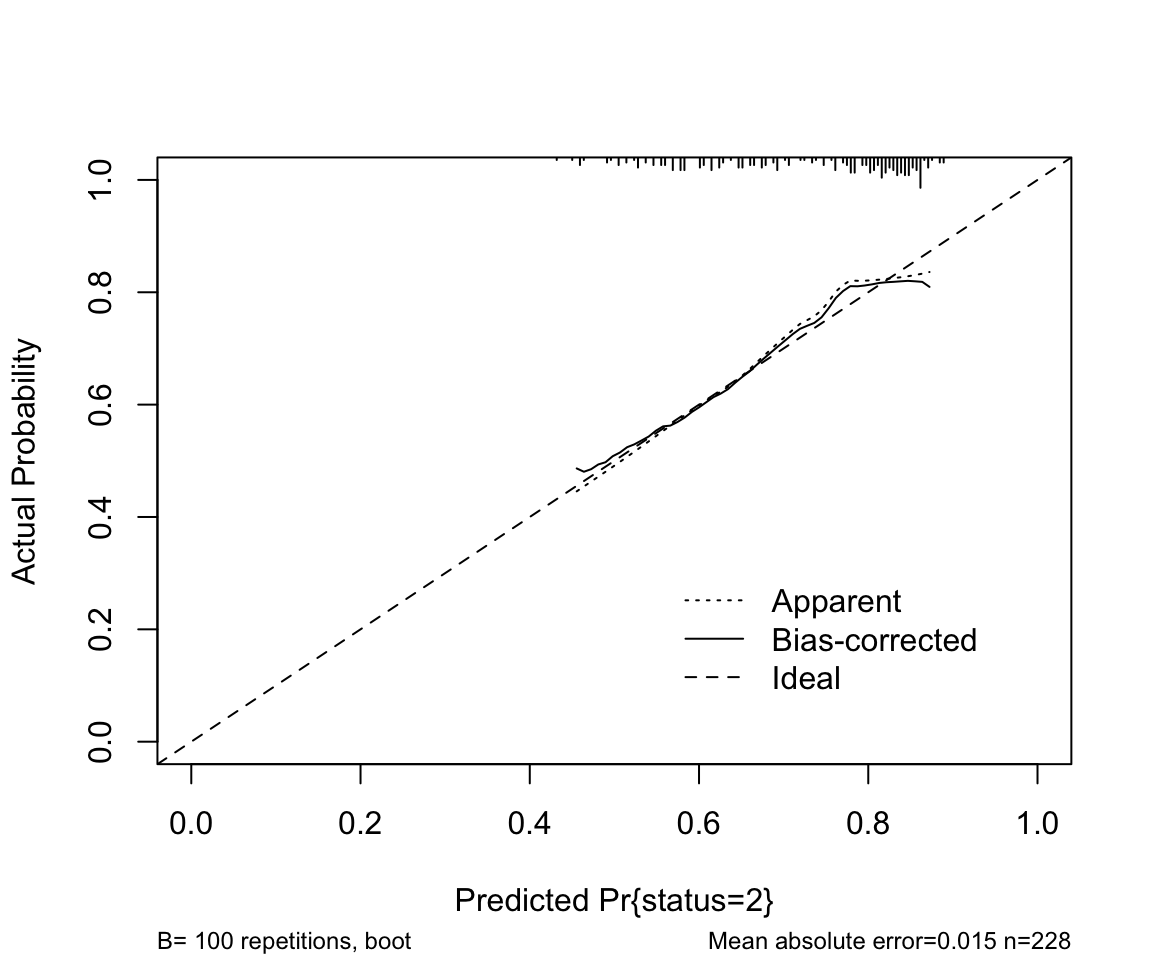 1.0
0.8
0.6
0.4
0.2
0.0
Actual Probability
Apparent
Bias-corrected
Ideal
0.0 0.2 0.4 0.6 0.8 1.0
Predicted Pr{status=2}
B= 100 repetitions, boot
Mean absolute error=0.015 n=228